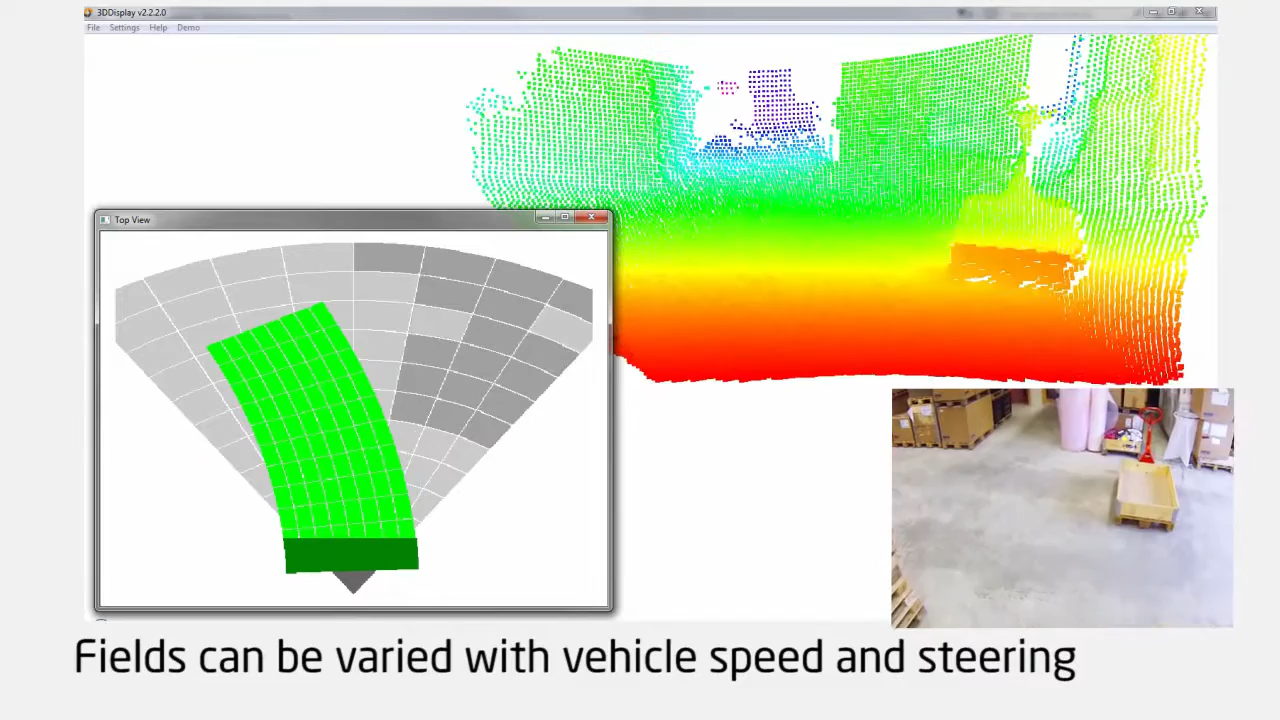 3DDisplay v2.2.2.0
File Settings Help Demo
Top View
Fields can be varied with vehicle speed and steering